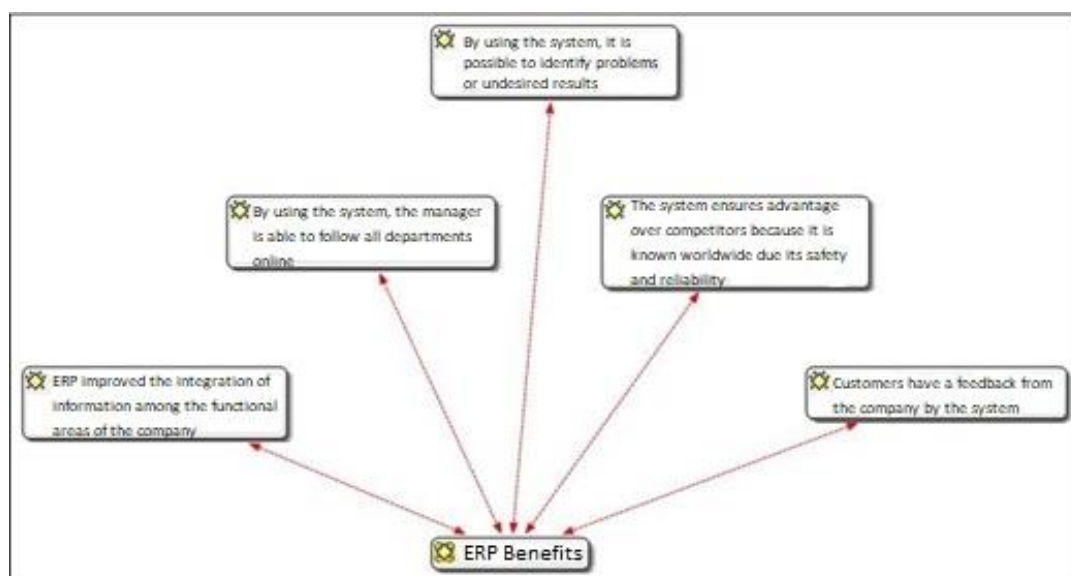 By using the system, it is
possible to identify problems
or undesired results
By using the system, the manager
is able to follow all departments
online
The system ensures advantage
over competitors because it is
known worldwide due its safety
and reliability
ERP improved the integration of
information among the functional
areas of the company
Customers have a feedback from
the company by the system
ERP Benefits